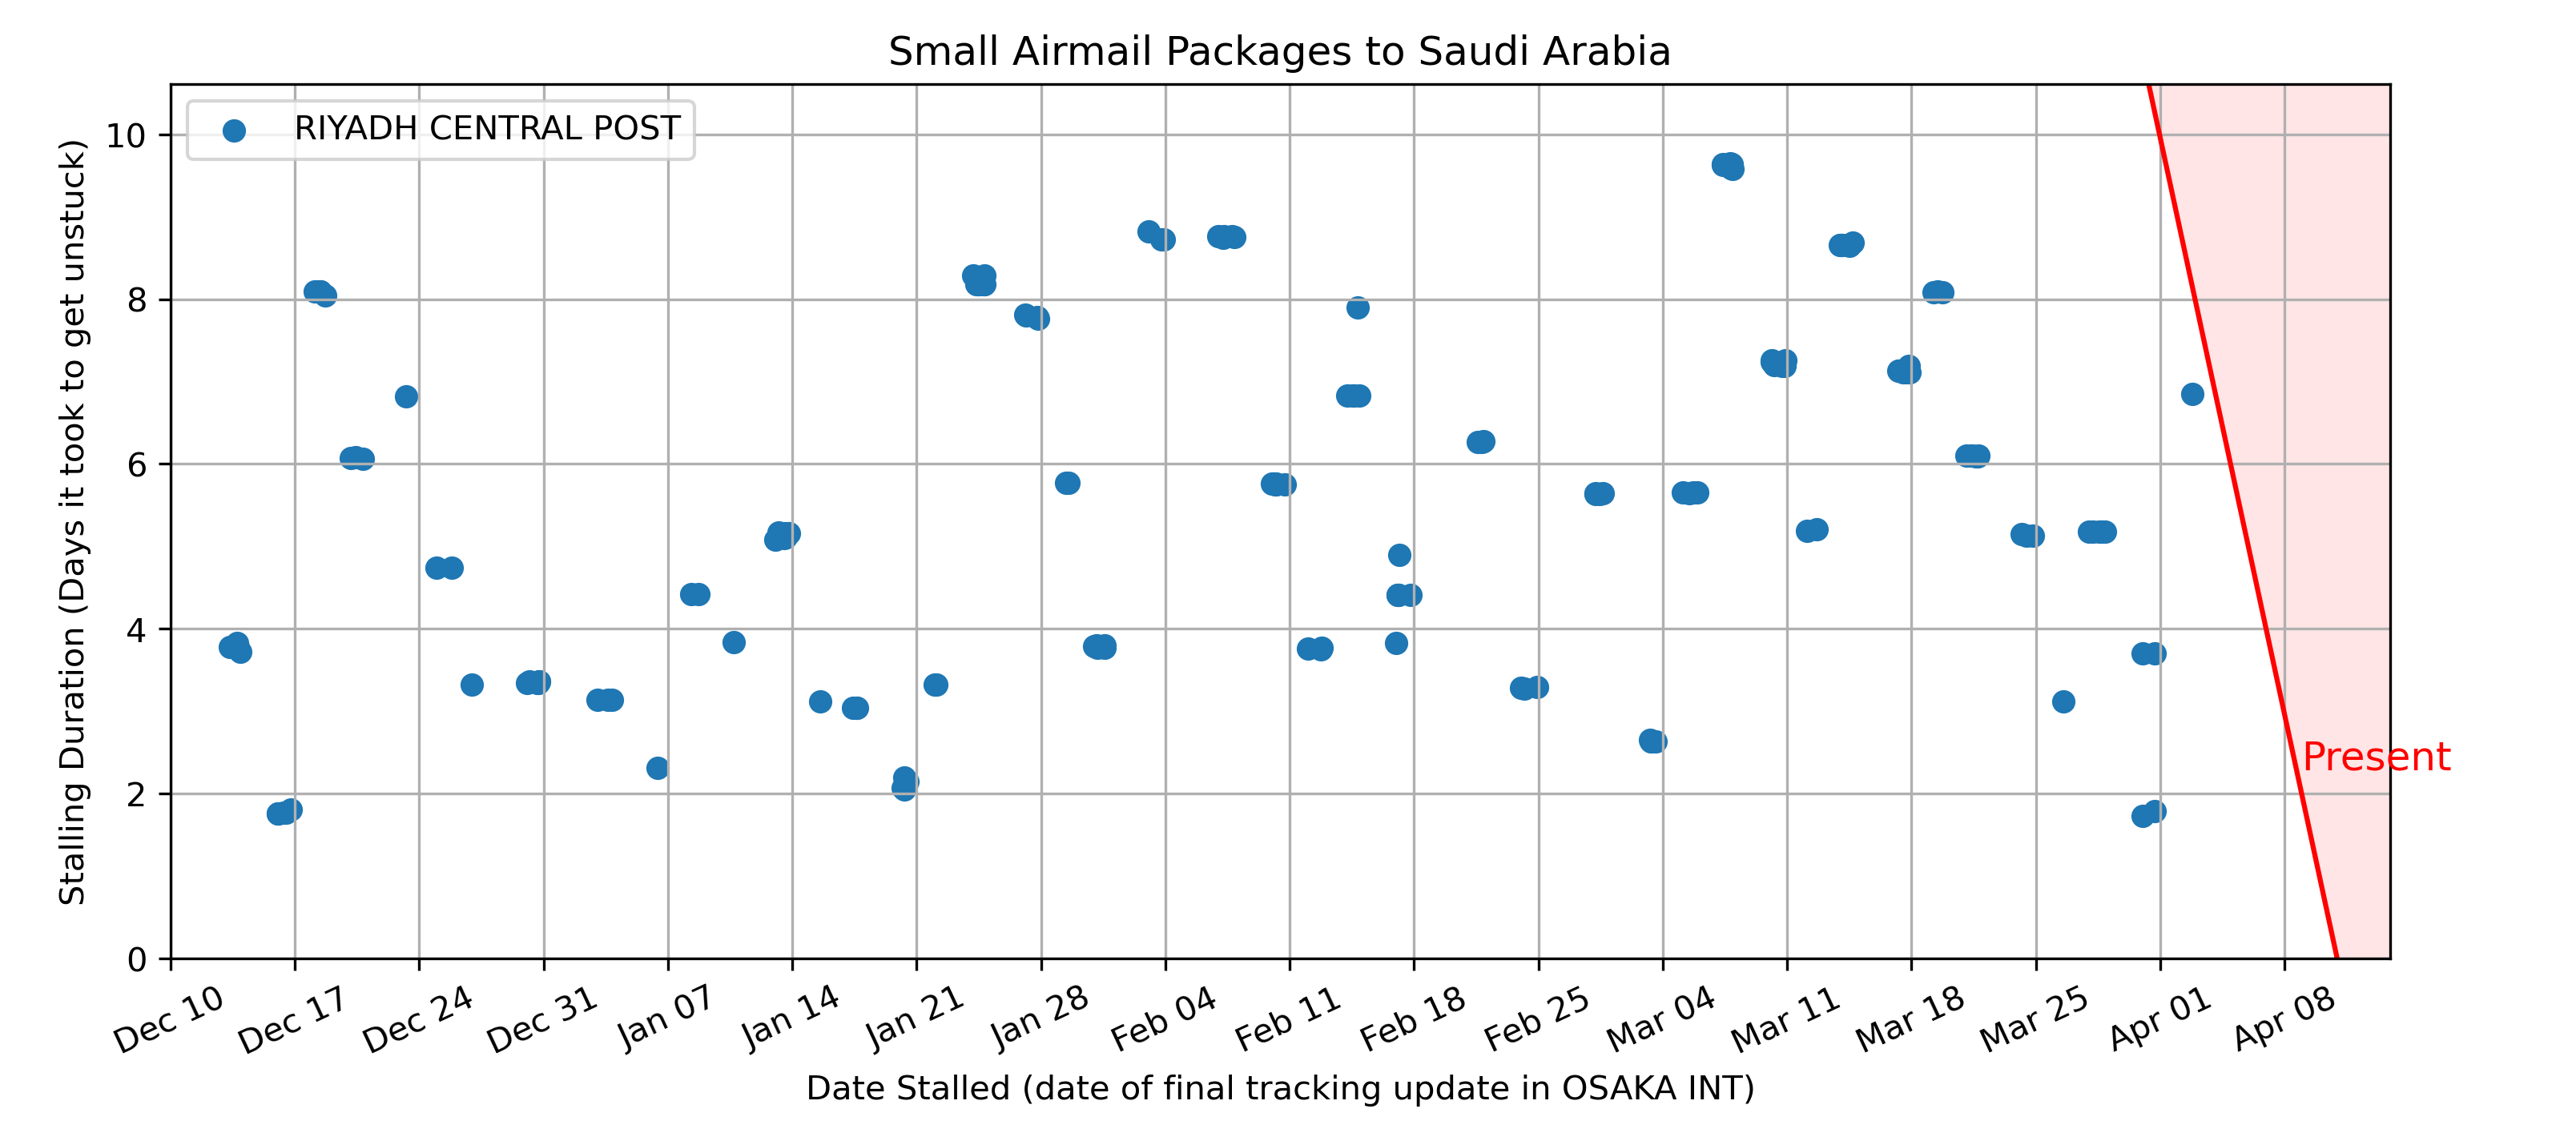 Small Airmail Packages to Saudi Arabia
RIYADH CENTRAL POST
Stalling Duration (Days it took to get unstuck)
10
8
6
4
2
0
Present
Dec 10
Dec 17
Dec 24
Dec 31
Jan 07
Jan 14
Jan 21
Jan 28
Feb 04
Feb 11
Feb 18
Feb 25
Mar 04
Mar 11
Mar 18
Mar 25
Apr 01
Apr 08
Date Stalled (date of final tracking update in OSAKA INT)